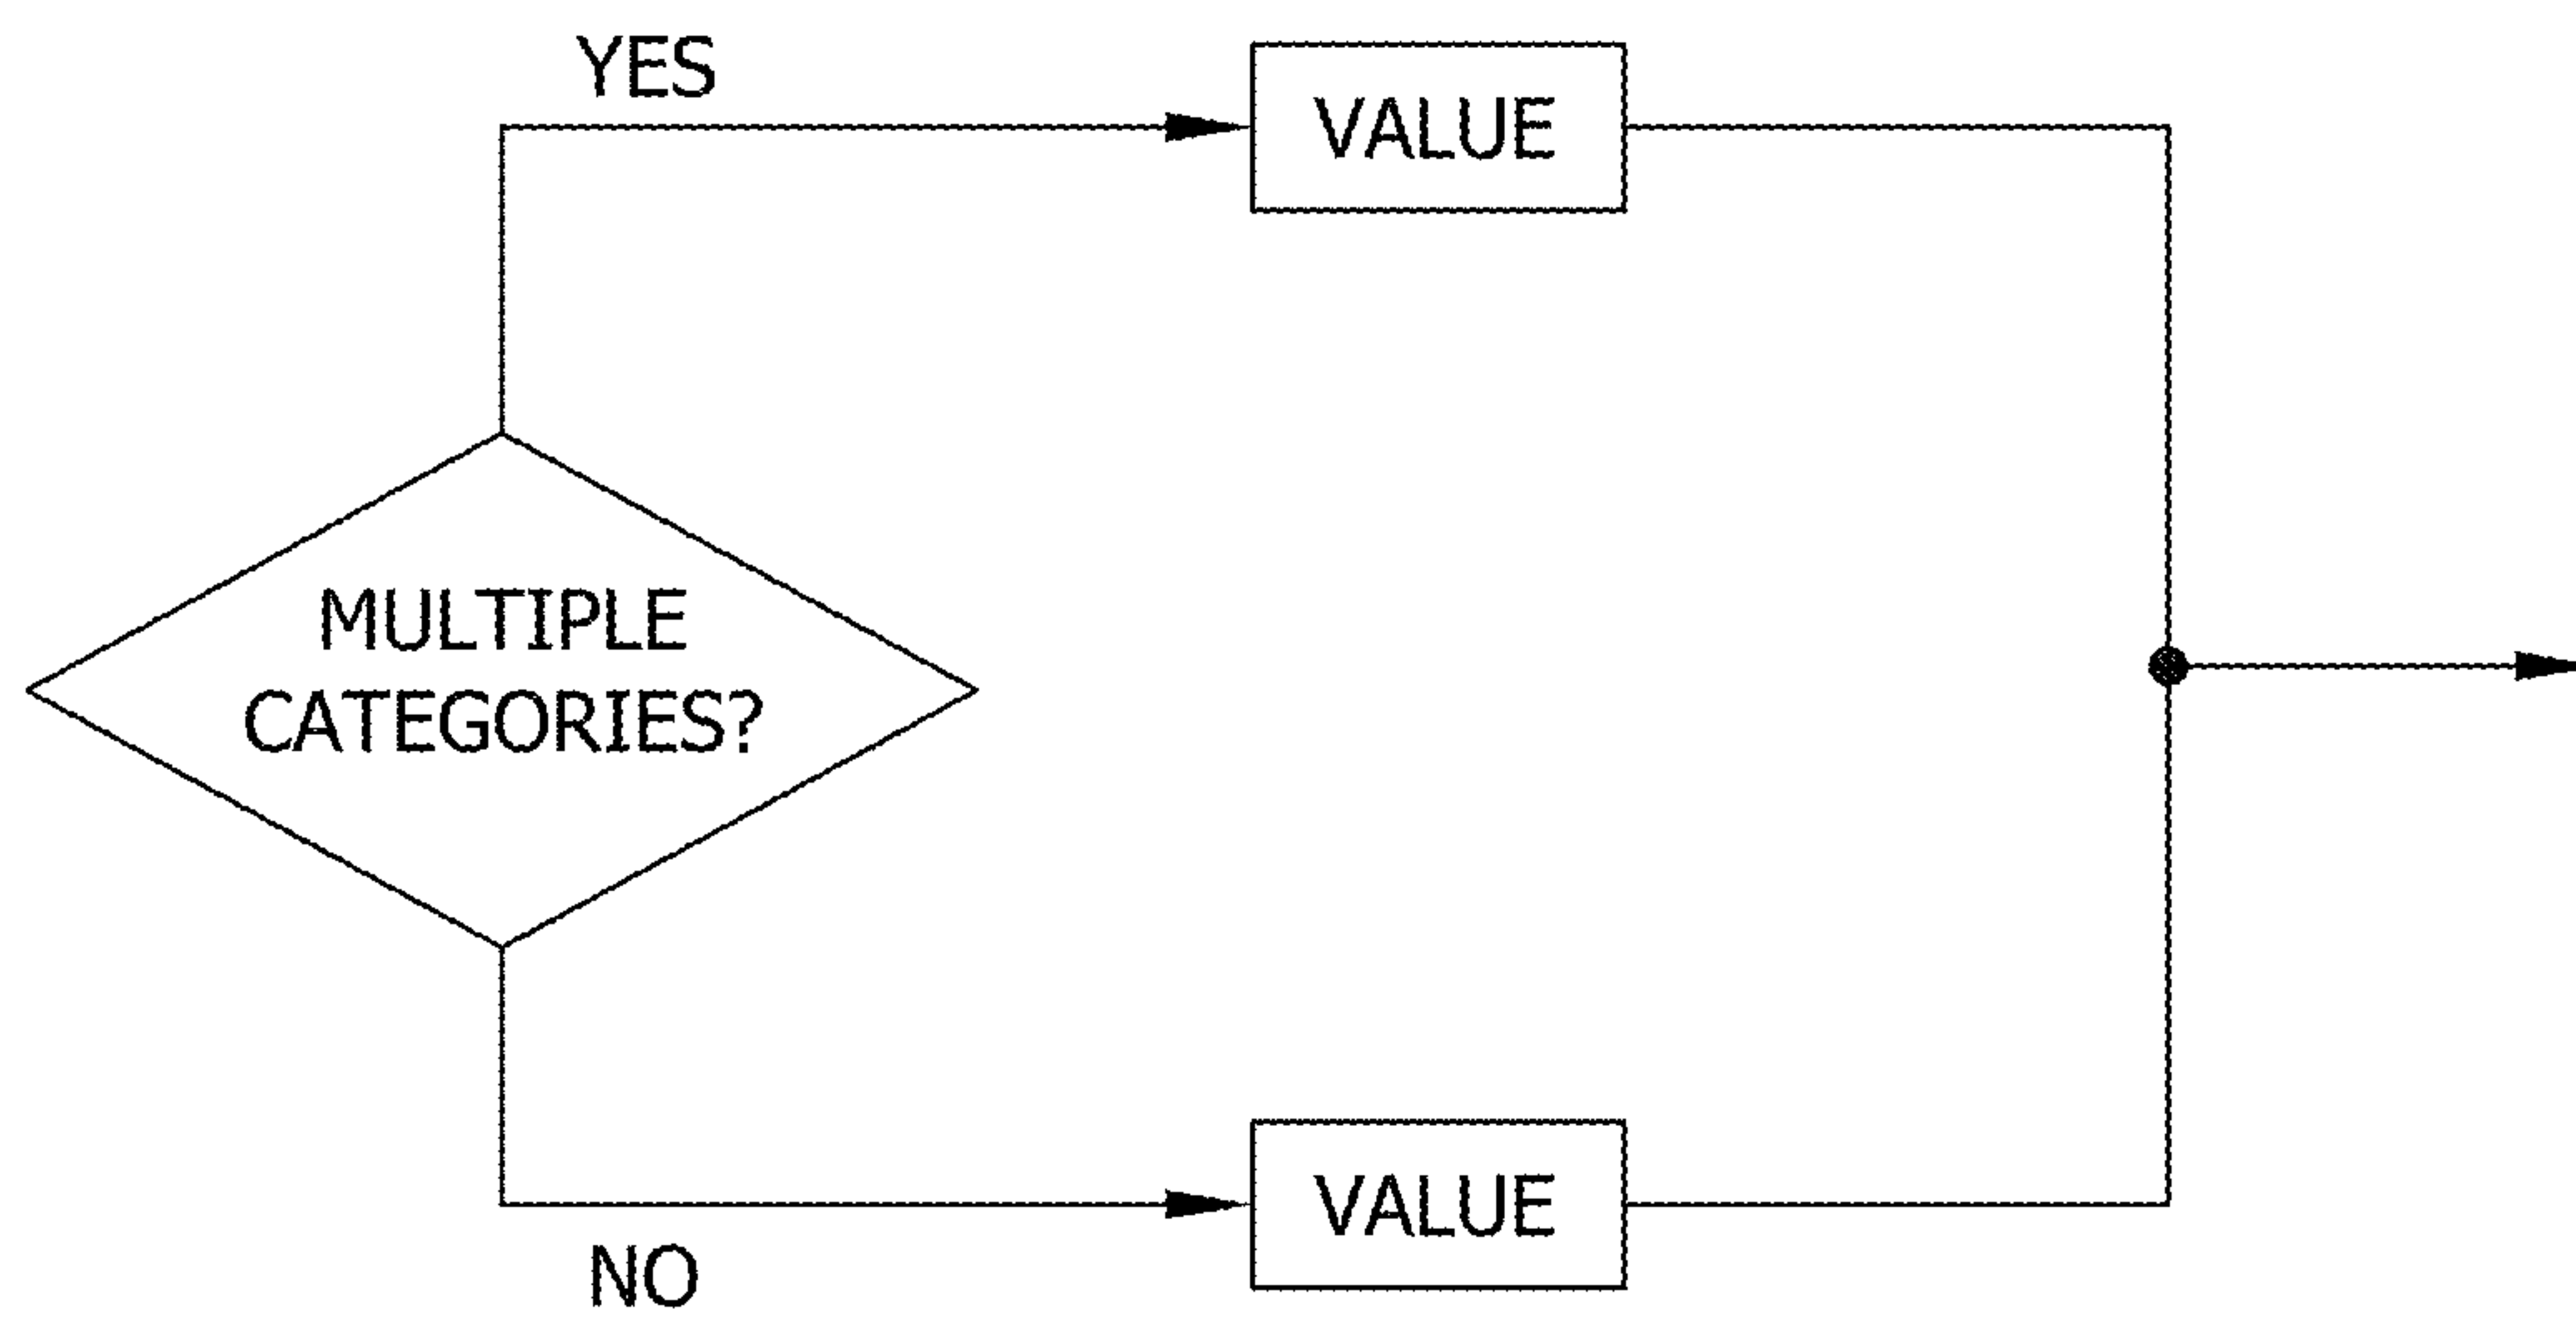 YES
VALUE
MULTIPLE
CATEGORIES?
VALUE
NO